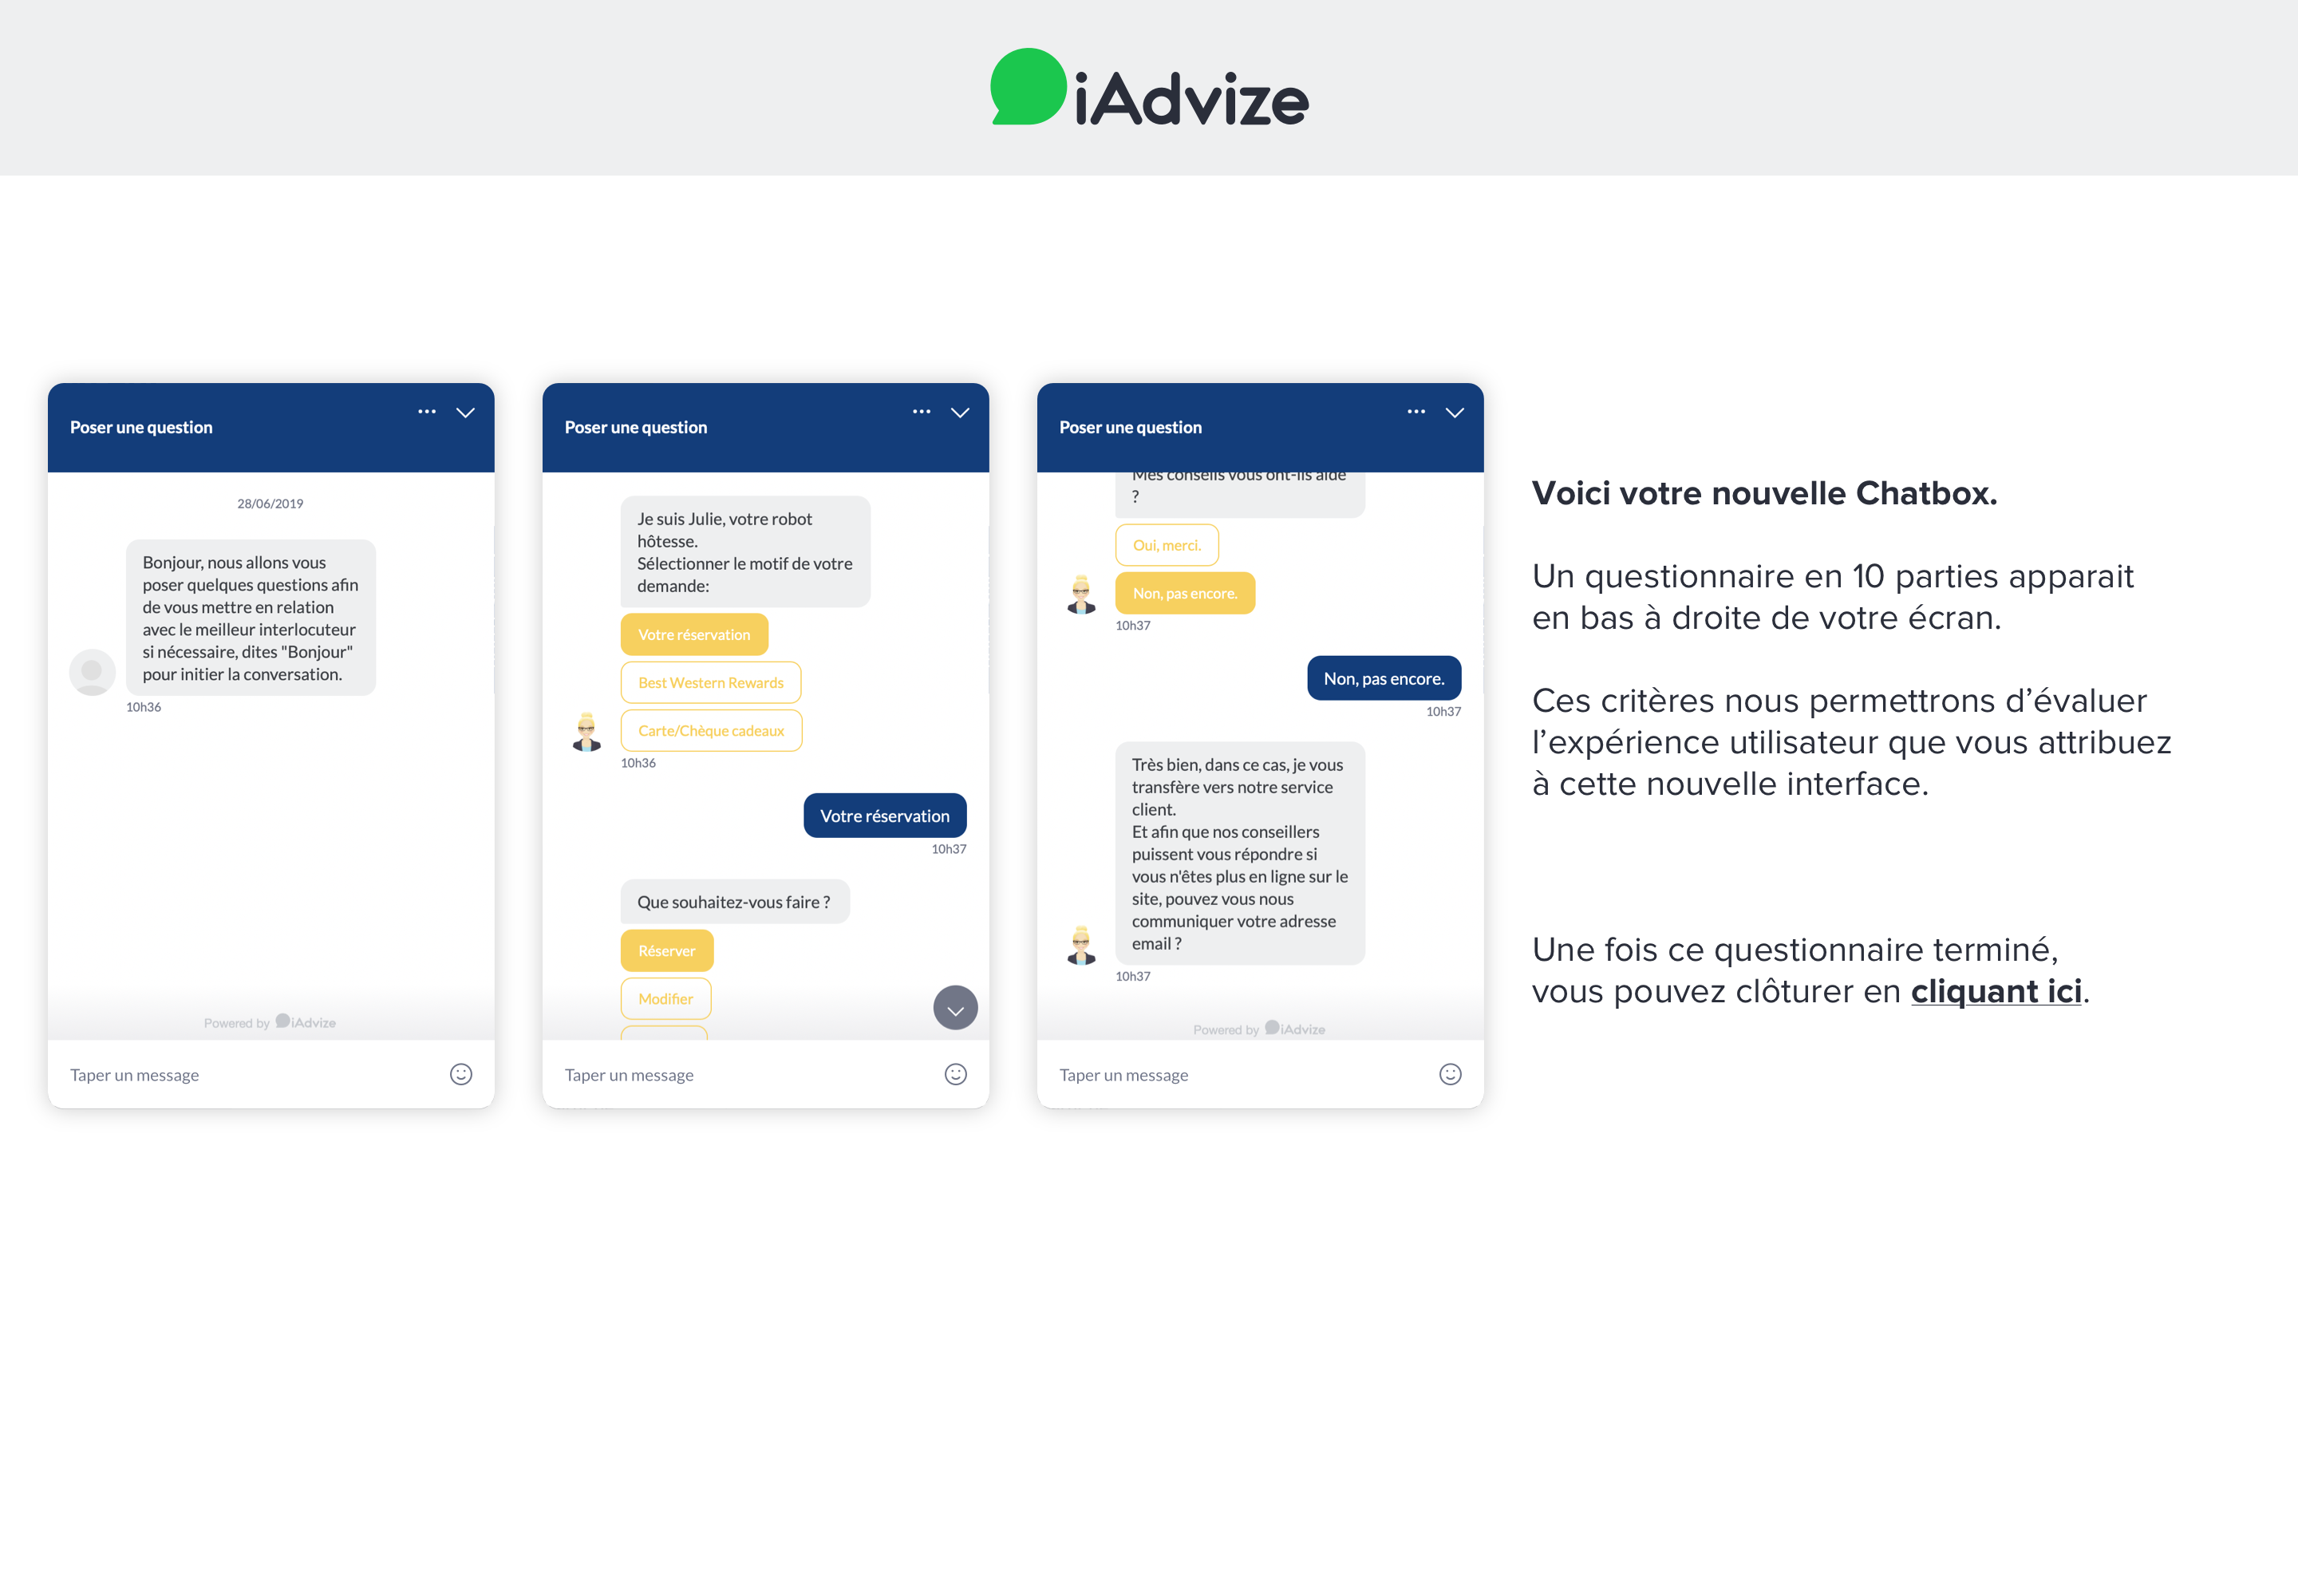 iAdvize
Poser une question
28/06/2019
Bonjour, nous allons vous
poser quelques questions afin
de vous mettre en relation
avec le meilleur interlocuteur
si nécessaire, dites "Bonjour"
pour initier la conversation.
10h36
Powered by iAdvize
Taper un message
Poser une question
Je suis Julie, votre robot
hôtesse.
Sélectionner le motif de votre
demande:
Votre réservation
Best Western Rewards
Carte/Chèque cadeaux
10h36
Votre réservation
10h37
Que souhaitez-vous faire ?
Réserver
Modifier
Taper un message
Poser une question
Mes conseils vous ont-ils aidé
?
Oui, merci.
Non, pas encore.
10h37
Non, pas encore.
10h37
Très bien, dans ce cas, je vous
transfère vers notre service
client.
Et afin que nos conseillers
puissent vous répondre si
vous n'êtes plus en ligne sur le
site, pouvez vous nous
communiquer votre adresse
email ?
10h37
Powered by iAdvize
Taper un message
Voici votre nouvelle Chatbox.
Un questionnaire en 10 parties apparait
en bas à droite de votre écran.
Ces critères nous permettrons d’évaluer
l’expérience utilisateur que vous attribuez
à cette nouvelle interface.
Une fois ce questionnaire terminé,
vous pouvez clôturer en cliquant ici.